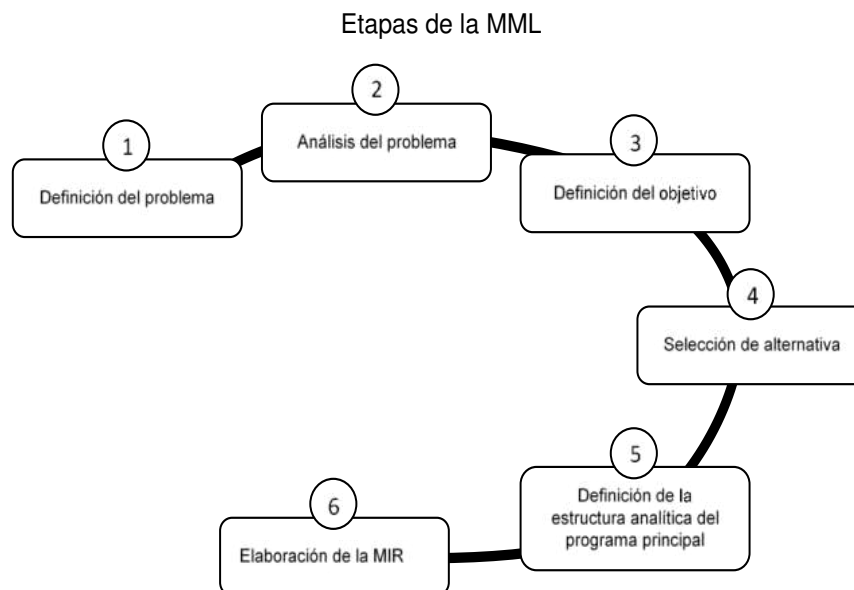 Etapas de la MML
1
Definición del problema
2
Análisis del problema
3
Definición del objetivo
4
Selección de alternativa
5
Definición de la
estructura analítica del
programa principal
6
Elaboración de la MIR